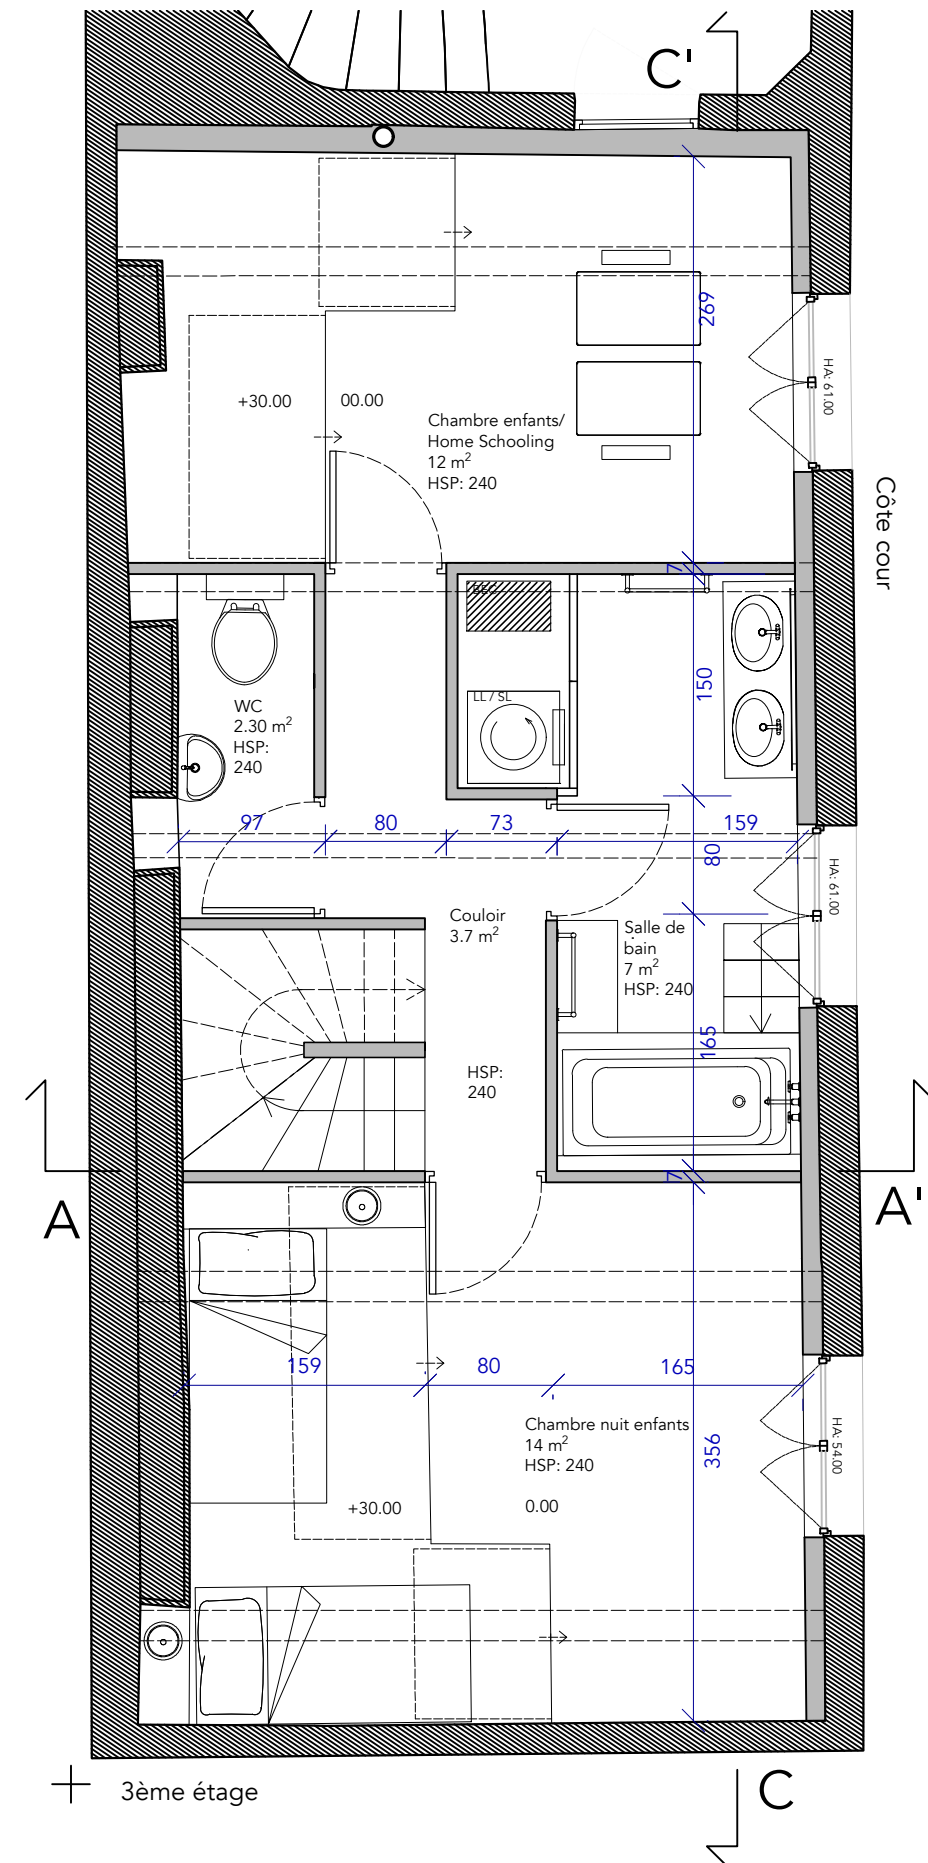 C'
269
HA: 61.00
+30.00
00.00
Chambre enfants/
Home Schooling
12 m²
HSP: 240
Côte cour
7
BEC
150
LL / SL
WC
2.30 m²
HSP:
240
97
80
73
159
80
HA: 61.00
Couloir
3.7 m²
Salle de
bain
7 m²
HSP: 240
165
HSP:
240
A
A'
7
159
80
165
Chambre nuit enfants
14 m²
HSP: 240
356
HA: 54.00
+30.00
0.00
3ème étage
C